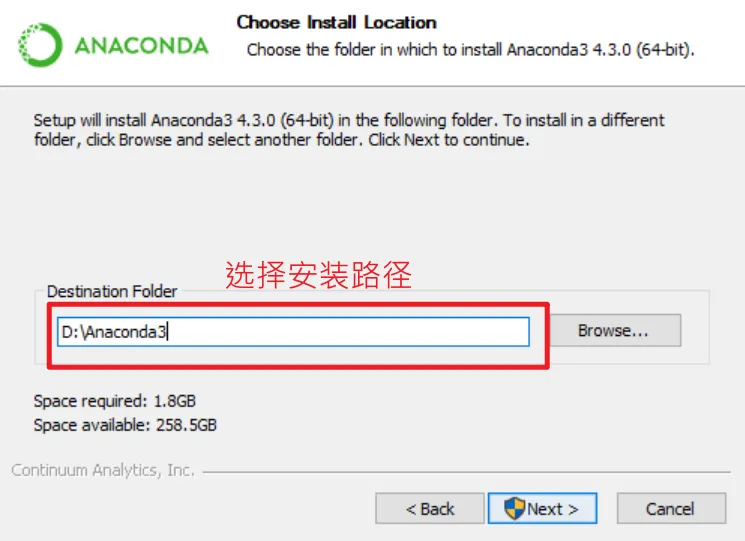 ANACONDA
Choose Install Location
Choose the folder in which to install Anaconda3 4.3.0 (64-bit).
Setup will install Anaconda3 4.3.0 (64-bit) in the following folder. To install in a different
folder, click Browse and select another folder. Click Next to continue.
选择安装路径
Destination Folder
D:\Anaconda3
Browse...
Space required: 1.8GB
Space available: 258.5GB
Continuum Analytics, Inc.
< Back
Next >
Cancel